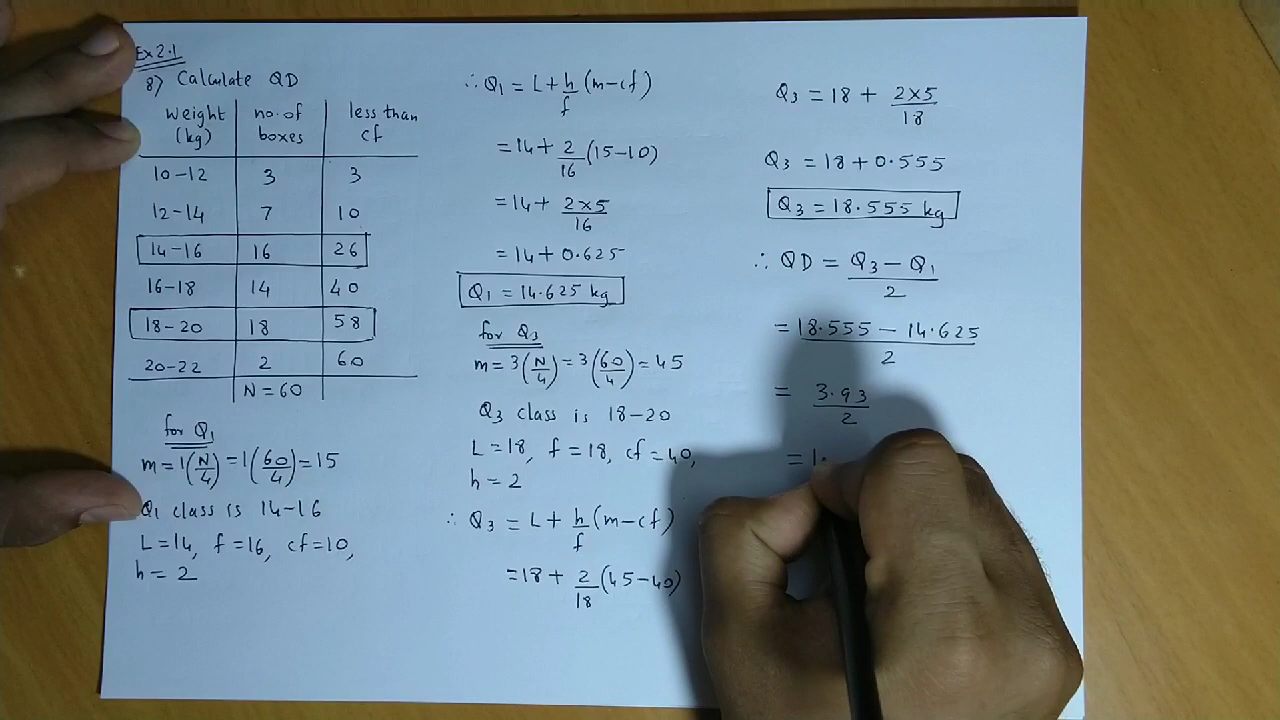 Ex 2.1
8) Calculate QD
weight (kg) | no. of boxes | less than cf
10-12 | 3 | 3
12-14 | 7 | 10
14-16 | 16 | 26
16-18 | 14 | 40
18-20 | 18 | 58
20-22 | 2 | 60
N = 60
for Q₁
m = 1(N/4) = 1(60/4) = 15
Q₁ class is 14-16
L = 14, f = 16, cf = 10,
h = 2
∴ Q₁ = L + h/f (m-cf)
= 14 + 2/16 (15-10)
= 14 + 2×5/16
= 14 + 0.625
Q₁ = 14.625 kg
for Q₃
m = 3(N/4) = 3(60/4) = 45
Q₃ class is 18-20
L = 18, f = 18, cf = 40,
h = 2
∴ Q₃ = L + h/f (m-cf)
= 18 + 2/18 (45-40)
Q₃ = 18 + 2×5/18
Q₃ = 18 + 0.555
Q₃ = 18.555 kg
∴ QD = Q₃ - Q₁/2
= 18.555 - 14.625/2
= 3.93/2
= 1.